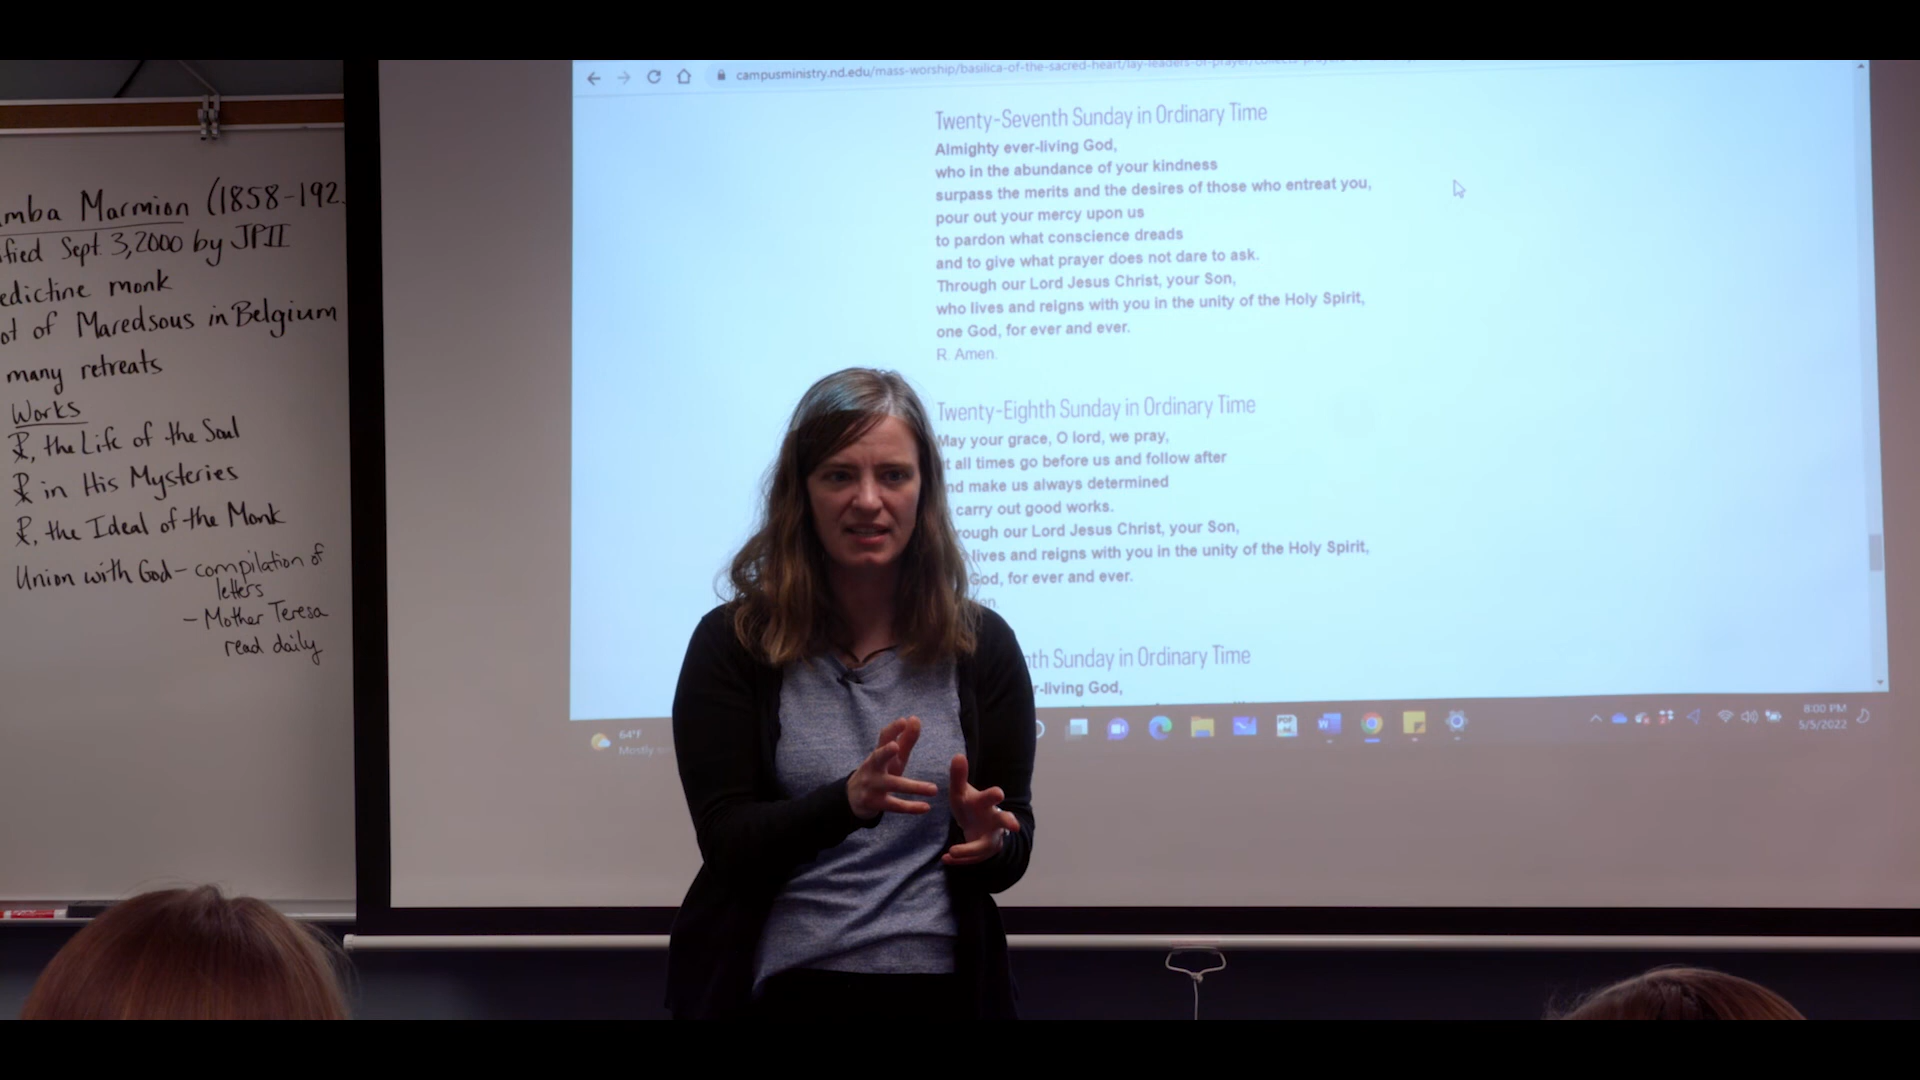 mba Marmion (1858-192
fied Sept. 3, 2000 by JPII
edictine monk
ot of Maredsous in Belgium
many retreats
Works
☧, the Life of the Soul
☧ in His Mysteries
☧, the Ideal of the Monk
Union with God - compilation of
letters
- Mother Teresa
read daily
campusministry.nd.edu/mass-worship/basilica-of-the-sacred-heart/lay-leaders-of-prayer/
Twenty-Seventh Sunday in Ordinary Time
Almighty ever-living God,
who in the abundance of your kindness
surpass the merits and the desires of those who entreat you,
pour out your mercy upon us
to pardon what conscience dreads
and to give what prayer does not dare to ask.
Through our Lord Jesus Christ, your Son,
who lives and reigns with you in the unity of the Holy Spirit,
one God, for ever and ever.
R. Amen.
Twenty-Eighth Sunday in Ordinary Time
May your grace, O lord, we pray,
t all times go before us and follow after
nd make us always determined
carry out good works.
rough our Lord Jesus Christ, your Son,
lives and reigns with you in the unity of the Holy Spirit,
God, for ever and ever.
en.
nth Sunday in Ordinary Time
r-living God,
64°F
Mostly
8:00 PM
5/5/2022